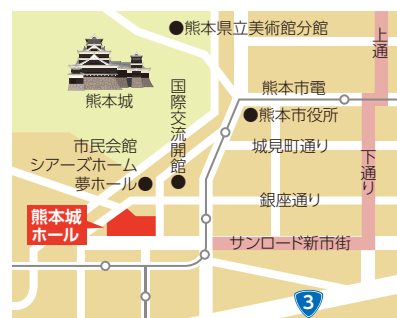 熊本県立美術館分館
上通
熊本城
国際交流開館
熊本市電
熊本市役所
市民会館
シアーズホーム
夢ホール
城見町通り
下通り
銀座通り
熊本城
ホール
サンロード新市街
3